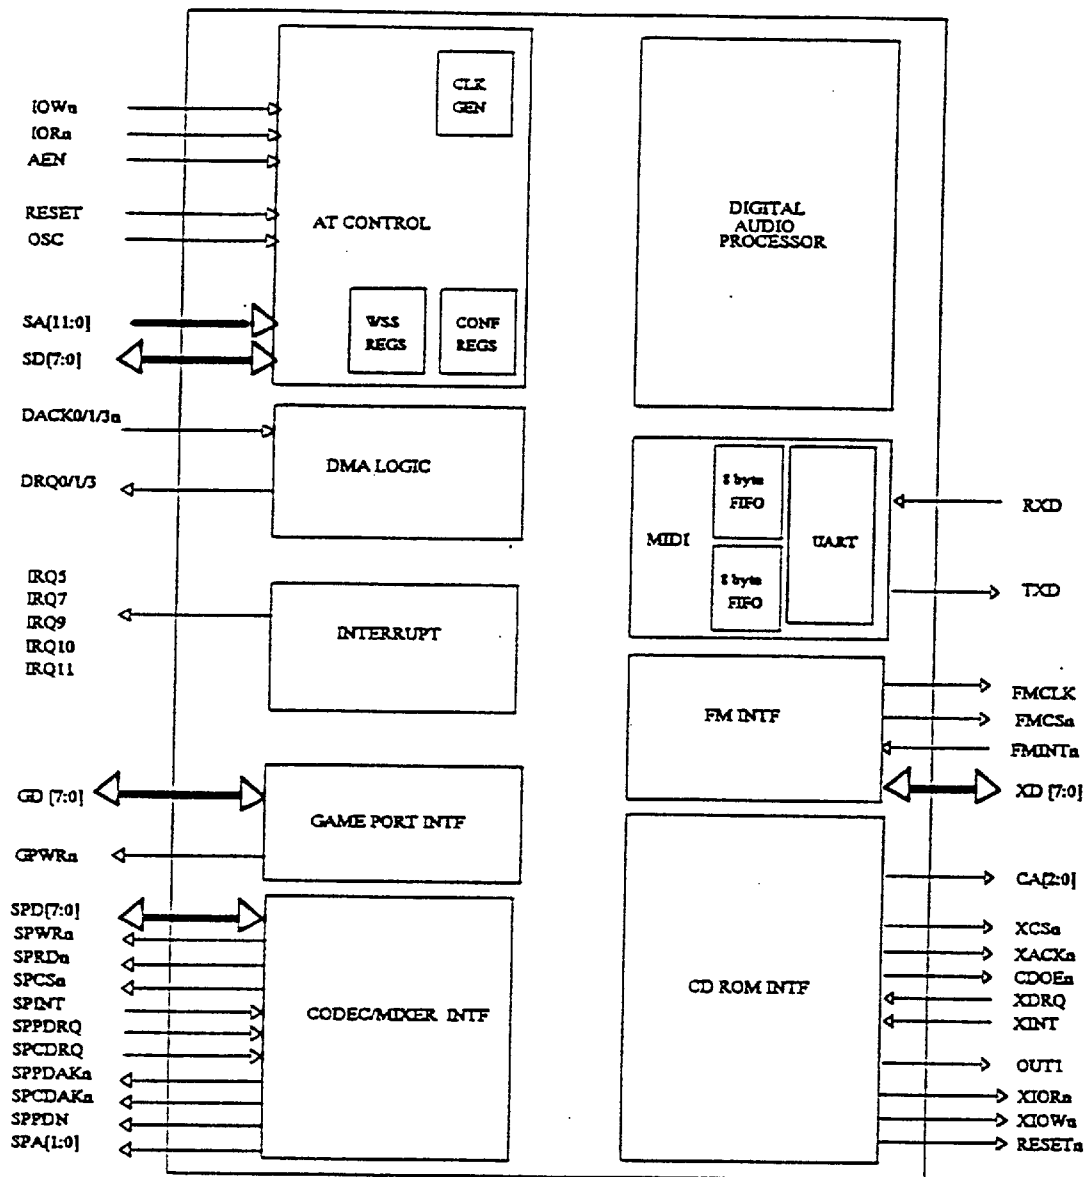 CLK
GEN
IOWn
IORn
AEN
RESET
OSC
AT CONTROL
SA[11:0]
SD[7:0]
WSS
REGS
CONF
REGS
DIGITAL
AUDIO
PROCESSOR
DACK0/1/3n
DRQ0/1/3
DMA LOGIC
MIDI
8 byte
FIFO
8 byte
FIFO
UART
RXD
TXD
IRQ5
IRQ7
IRQ9
IRQ10
IRQ11
INTERRUPT
FM INTF
FMCLK
FMCSn
FMINTn
XD [7:0]
GD [7:0]
GPWRn
GAME PORT INTF
SPD[7:0]
SPWRn
SPRDn
SPCSn
SPINT
SPPDRQ
SPCDRQ
SPPDAKn
SPCDAKn
SPPDN
SPA[1:0]
CODEC/MIXER INTF
CD ROM INTF
CA[2:0]
XCSn
XACKn
CDOEn
XDRQ
XINT
OUT1
XIORn
XIOWn
RESETn